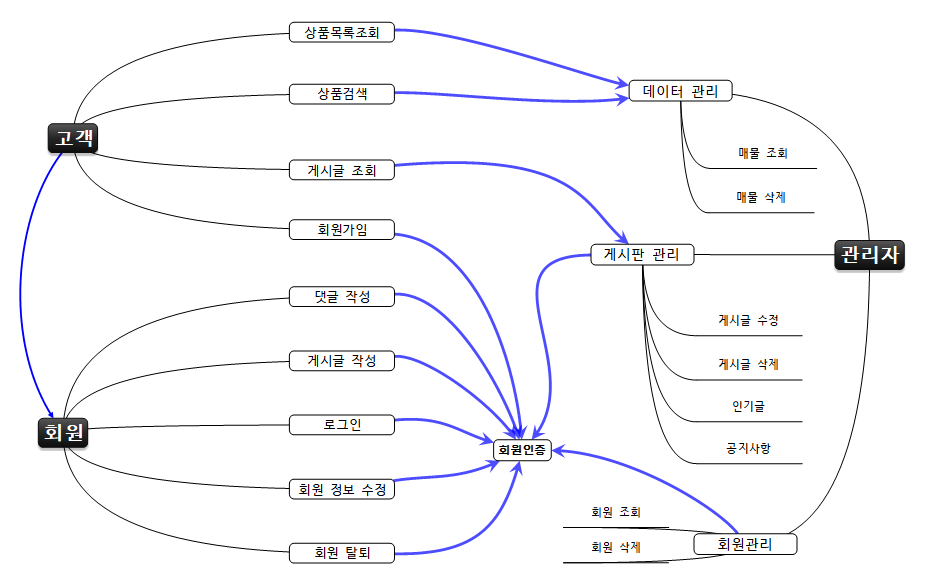 상품목록조회
상품검색
데이터 관리
고객
매물 조회
게시글 조회
매물 삭제
회원가임
게시판 관리
관리자
댓글 작성
게시글 수정
게시글 작성
게시글 삭제
인기글
로그인
회원
회원인증
공지사항
회원 정보 수정
회원 조회
회원관리
회원 삭제
회원 탈퇴